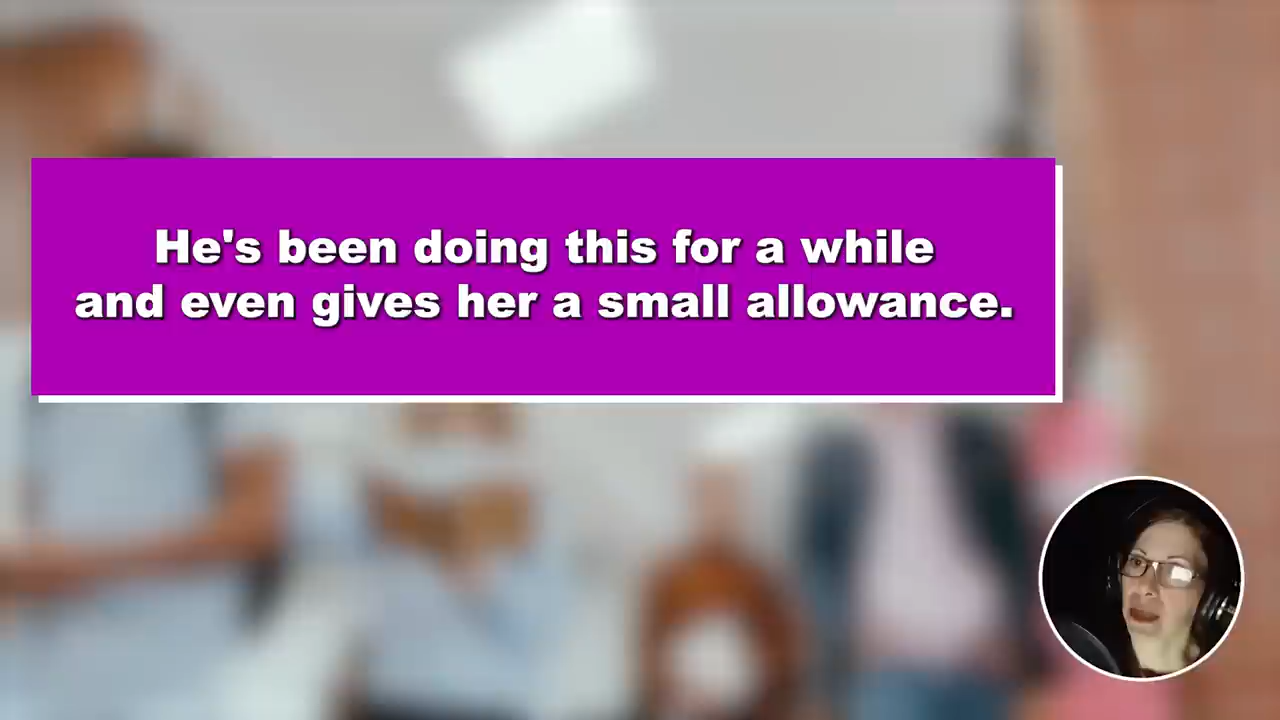 He's been doing this for a while
and even gives her a small allowance.